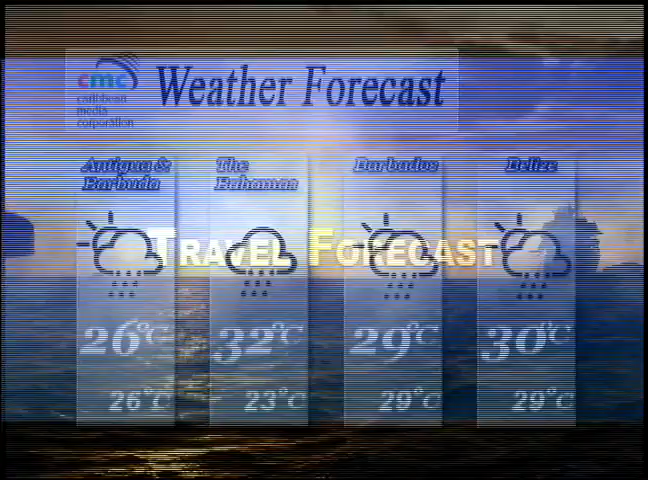 cmc
caribbean
media
corporation
Weather Forecast
Antigua &
Barbuda
The
Bahamas
Barbados
Belize
TRAVEL FORECAST
26°C
32°C
29°C
30°C
26°C
23°C
29°C
29°C